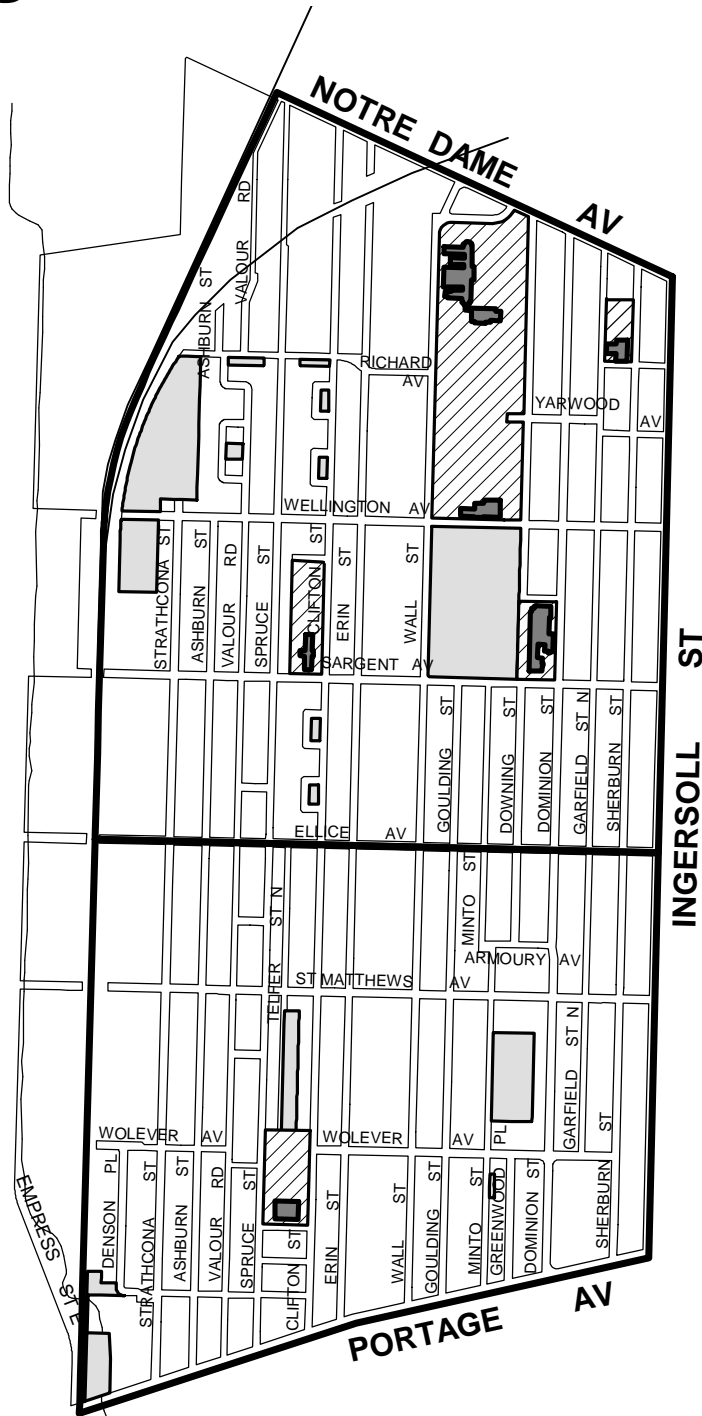 NOTRE DAME AV
VALOUR RD
ASHBURN ST
RICHARD
AV
YARWOOD
AV
WELLINGTON AV
STRATHCONA ST
ASHBURN ST
VALOUR RD
SPRUCE ST
CLIFTON ST
ERIN ST
WALL ST
SARGENT AV
INGERSOLL ST
GOULDING ST
DOWNING ST
DOMINION ST
GARFIELD ST N
SHERBURN ST
ELLICE AV
MINTO ST
TELFER ST N
ARMOURY AV
ST MATTHEWS AV
GARFIELD ST N
WOLEVER AV
WOLEVER AV
EMPRESS ST E
DENSON PL
STRATHCONA ST
ASHBURN ST
VALOUR RD
SPRUCE ST
CLIFTON ST
ERIN ST
WALL ST
GOULDING ST
MINTO ST
GREENWOOD PL
DOMINION ST
SHERBURN ST
PORTAGE AV